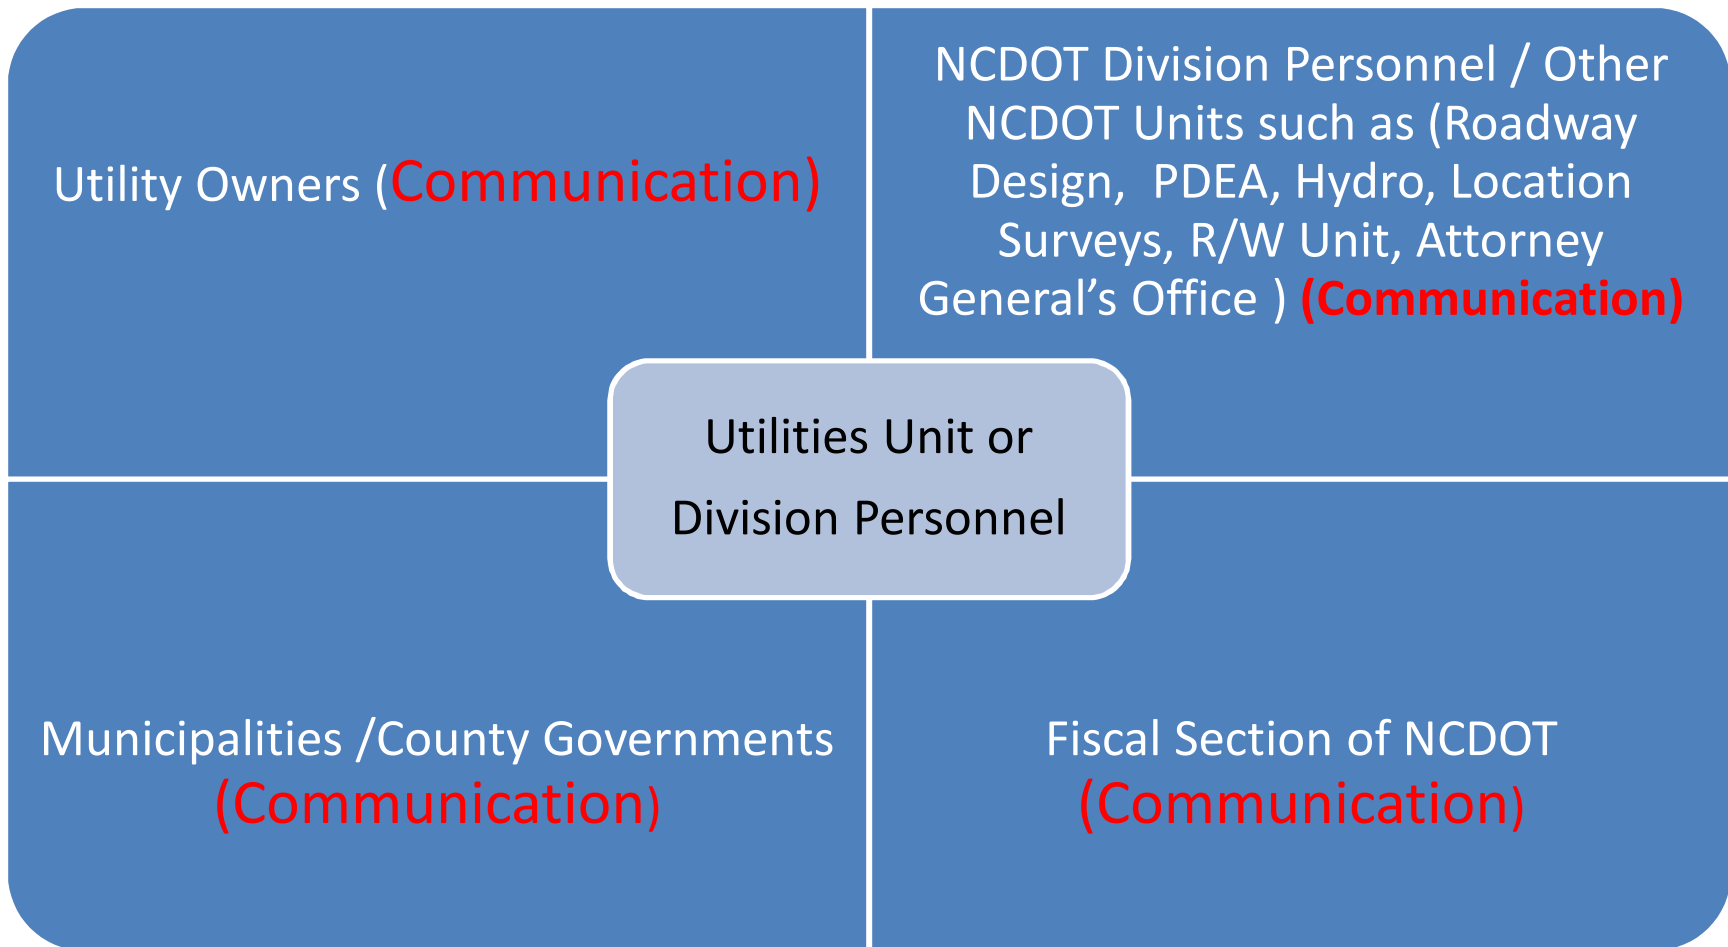 Utility Owners (Communication)
NCDOT Division Personnel / Other
NCDOT Units such as (Roadway
Design,  PDEA, Hydro, Location
Surveys, R/W Unit, Attorney
General’s Office ) (Communication)
Utilities Unit or
Division Personnel
Municipalities /County Governments
(Communication)
Fiscal Section of NCDOT
(Communication)